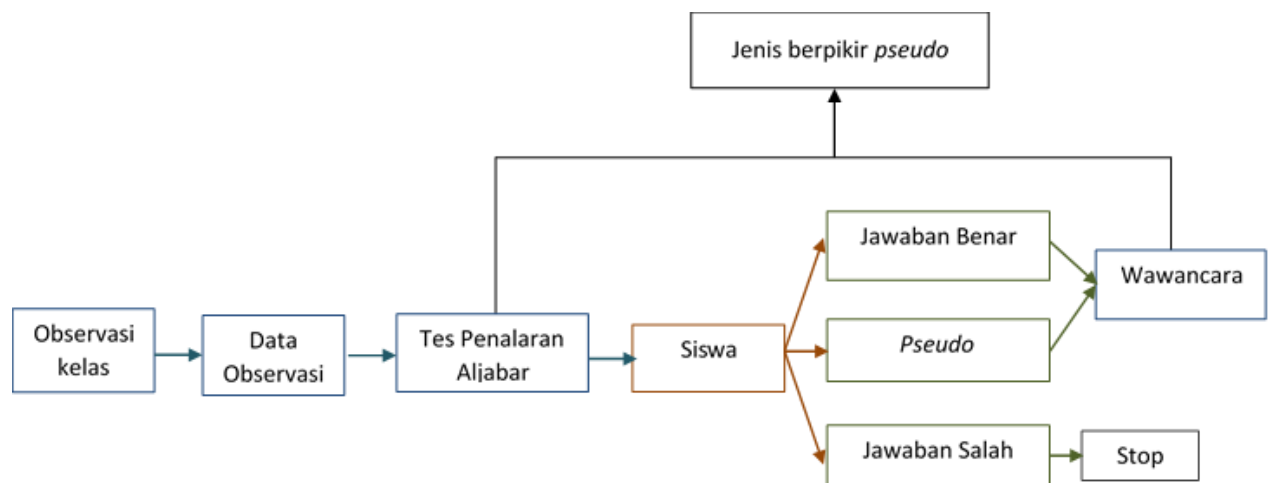 Jenis berpikir pseudo
Jawaban Benar
Wawancara
Observasi
kelas
Data
Observasi
Tes Penalaran
Aljabar
Siswa
Pseudo
Jawaban Salah
Stop